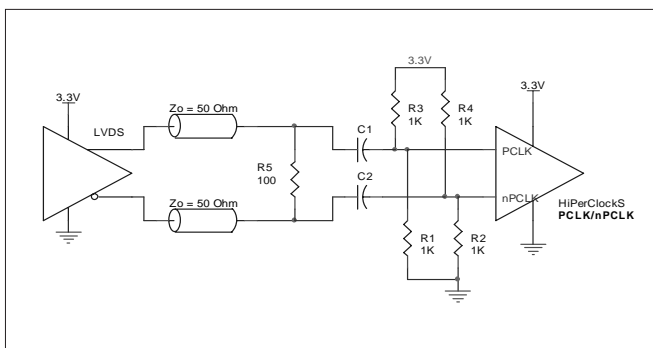 3.3V
LVDS
Zo = 50 Ohm
R5
100
Zo = 50 Ohm
C1
C2
3.3V
R3
1K
R4
1K
R1
1K
R2
1K
3.3V
PCLK
nPCLK
HiPerClockS
PCLK/nPCLK